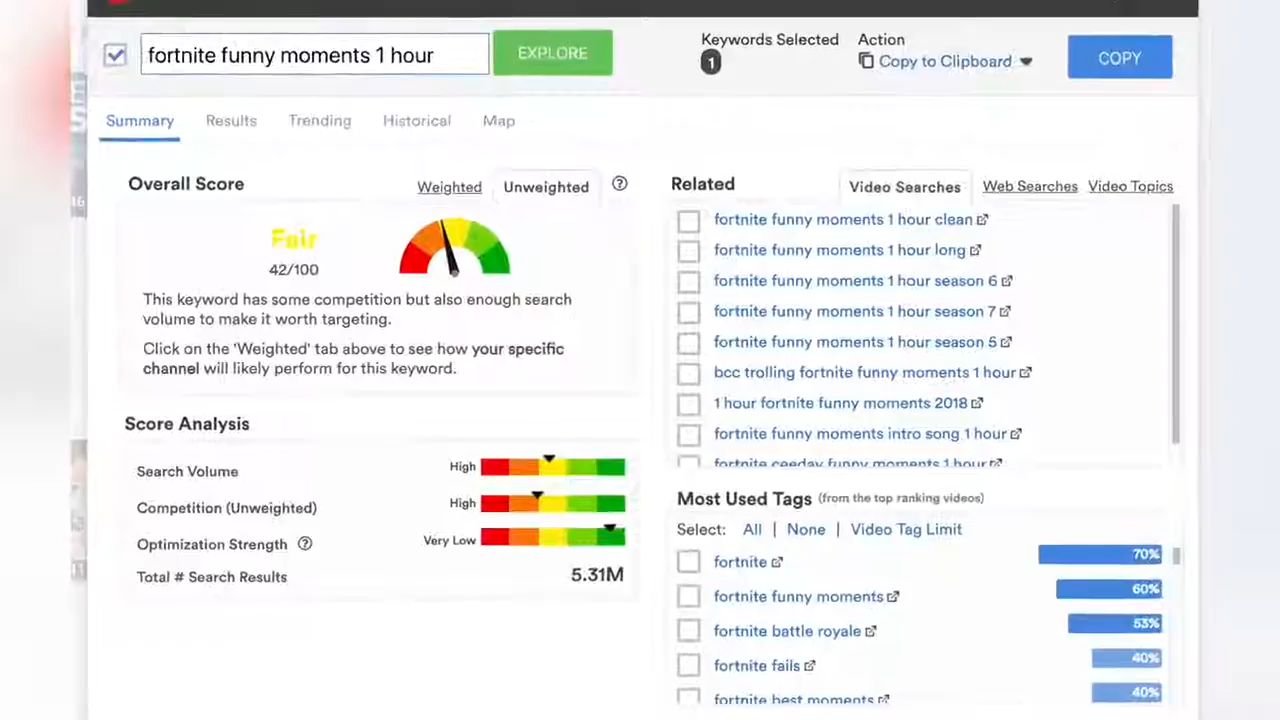 fortnite funny moments 1 hour
EXPLORE
Keywords Selected
1
Action
Copy to Clipboard
COPY
Summary
Results
Trending
Historical
Map
Overall Score
Weighted
Unweighted
Fair
42/100
This keyword has some competition but also enough search
volume to make it worth targeting.
Click on the 'Weighted' tab above to see how your specific
channel will likely perform for this keyword.
Score Analysis
Search Volume
High
Competition (Unweighted)
High
Optimization Strength
Very Low
Total # Search Results
5.31M
Related
Video Searches
Web Searches
Video Topics
fortnite funny moments 1 hour clean
fortnite funny moments 1 hour long
fortnite funny moments 1 hour season 6
fortnite funny moments 1 hour season 7
fortnite funny moments 1 hour season 5
bcc trolling fortnite funny moments 1 hour
1 hour fortnite funny moments 2018
fortnite funny moments intro song 1 hour
fortnite ceeday funny moments 1 hour
Most Used Tags (from the top ranking videos)
Select: All | None | Video Tag Limit
fortnite 70%
fortnite funny moments 60%
fortnite battle royale 53%
fortnite fails 40%
fortnite best moments 40%